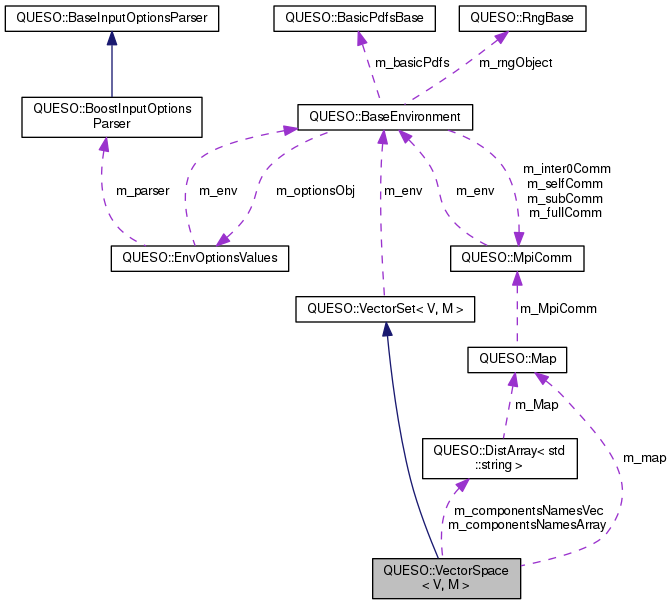 QUESO::BaseInputOptionsParser
QUESO::BasicPdfsBase
QUESO::RngBase
m_basicPdfs
m_rngObject
QUESO::BoostInputOptions
Parser
QUESO::BaseEnvironment
m_parser
m_env
m_optionsObj
m_env
m_env
m_inter0Comm
m_selfComm
m_subComm
m_fullComm
QUESO::EnvOptionsValues
QUESO::MpiComm
QUESO::VectorSet< V, M >
m_MpiComm
QUESO::Map
m_Map
QUESO::DistArray< std
::string >
m_map
m_componentsNamesVec
m_componentsNamesArray
QUESO::VectorSpace
< V, M >